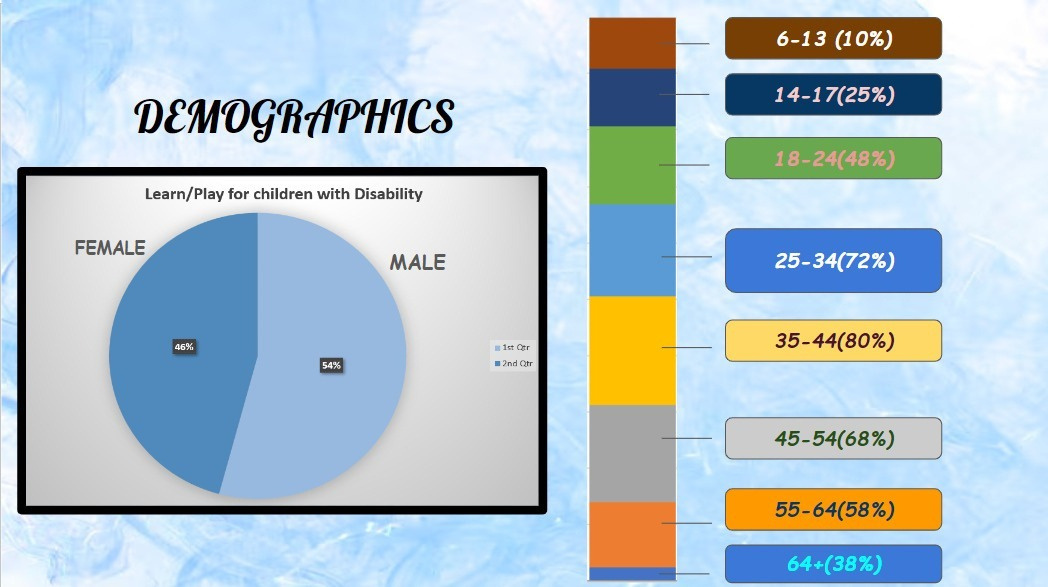 DEMOGRAPHICS
Learn/Play for children with Disability
FEMALE
MALE
46%
54%
1st Qtr
2nd Qtr
6-13 (10%)
14-17(25%)
18-24(48%)
25-34(72%)
35-44(80%)
45-54(68%)
55-64(58%)
64+(38%)